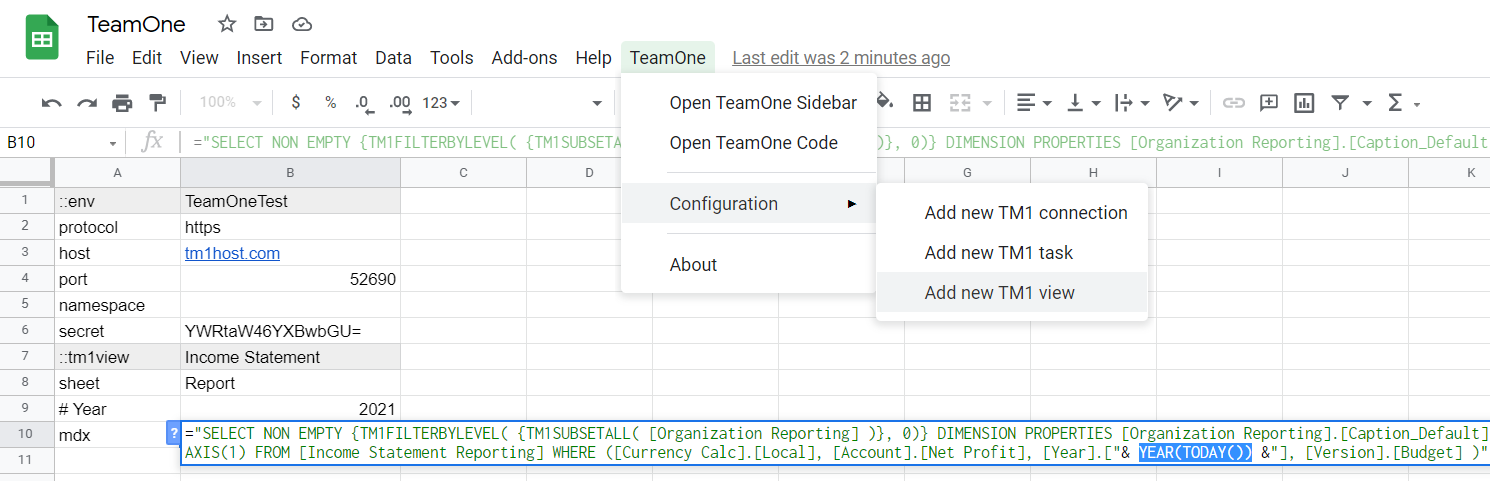 TeamOne
File Edit View Insert Format Data Tools Add-ons Help TeamOne Last edit was 2 minutes ago
100% $ % .0 .00 123
Open TeamOne Sidebar
Open TeamOne Code
Configuration
About
Add new TM1 connection
Add new TM1 task
Add new TM1 view
B10 fx ="SELECT NON EMPTY {TM1FILTERBYLEVEL( {TM1SUBSETALL )}, 0)} DIMENSION PROPERTIES [Organization Reporting].[Caption_Default
A B C D G H I J K
1 ::env TeamOneTest
2 protocol https
3 host tm1host.com
4 port 52690
5 namespace
6 secret YWRtaW46YXBwbGU=
7 ::tm1view Income Statement
8 sheet Report
9 # Year 2021
10 mdx ? ="SELECT NON EMPTY {TM1FILTERBYLEVEL( {TM1SUBSETALL( [Organization Reporting] )}, 0)} DIMENSION PROPERTIES [Organization Reporting].[Caption_Default]
AXIS(1) FROM [Income Statement Reporting] WHERE ([Currency Calc].[Local], [Account].[Net Profit], [Year].["& YEAR(TODAY()) &"], [Version].[Budget] )"
11